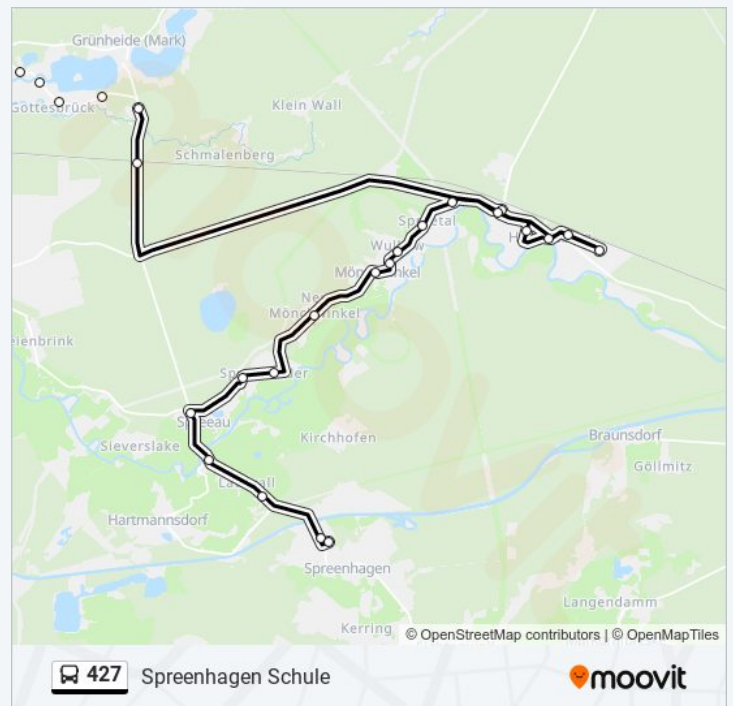 Grünheide (Mark)
Gottesbrück
Klein Wall
Schmalenberg
Mönchwinkel
Kirchhofen
Sieverslake
Braunsdorf
Göllmitz
Hartmannsdorf
Spreenhagen
Langendamm
Kerring
© OpenStreetMap contributors | © OpenMapTiles
427 Spreenhagen Schule moovit